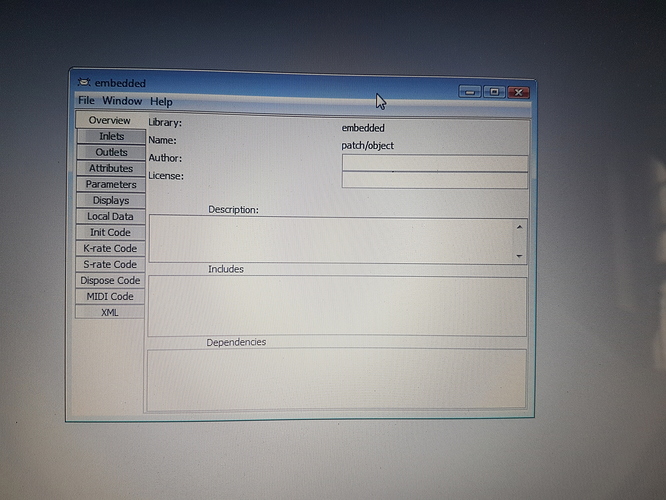 embedded
File Window Help
Overview
Inlets
Outlets
Attributes
Parameters
Displays
Local Data
Init Code
K-rate Code
S-rate Code
Dispose Code
MIDI Code
XML
Library:
embedded
Name:
patch/object
Author:
License:
Description:
Includes
Dependencies